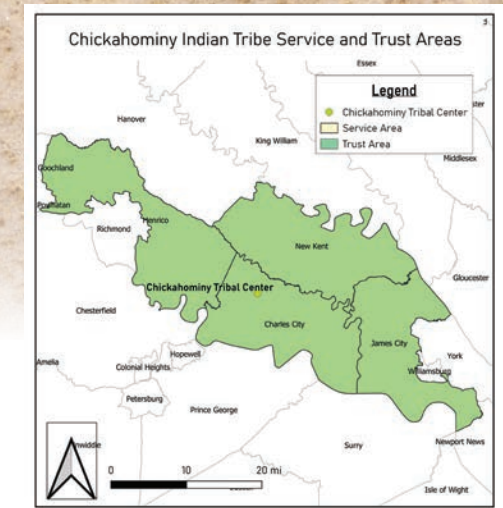 Chickahominy Indian Tribe Service and Trust Areas
Essex
Legend
Chickahominy Tribal Center
Service Area
Trust Area
Hanover
King William
Middlesex
Goochland
Powhatan
Richmond
Henrico
New Kent
Gloucester
Chickahominy Tribal Center
Chesterfield
Charles City
James City
York
Amelia
Hopewell
Colonial Heights
Williamsburg
Petersburg
Prince George
Surry
Newport News
Isle of Wight
0 10 20 mi